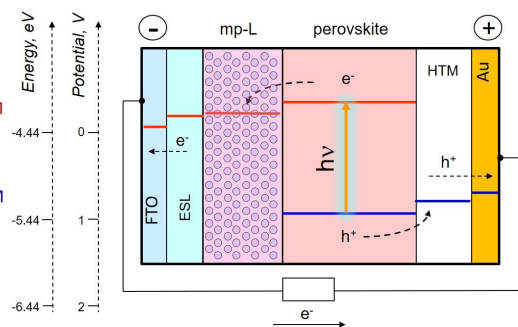 Energy, eV
Potential, V
-4.44
-5.44
-6.44
0
1
2
−
mp-L
perovskite
+
FTO
ESL
HTM
Au
e-
e-
hν
h+
h+
e-